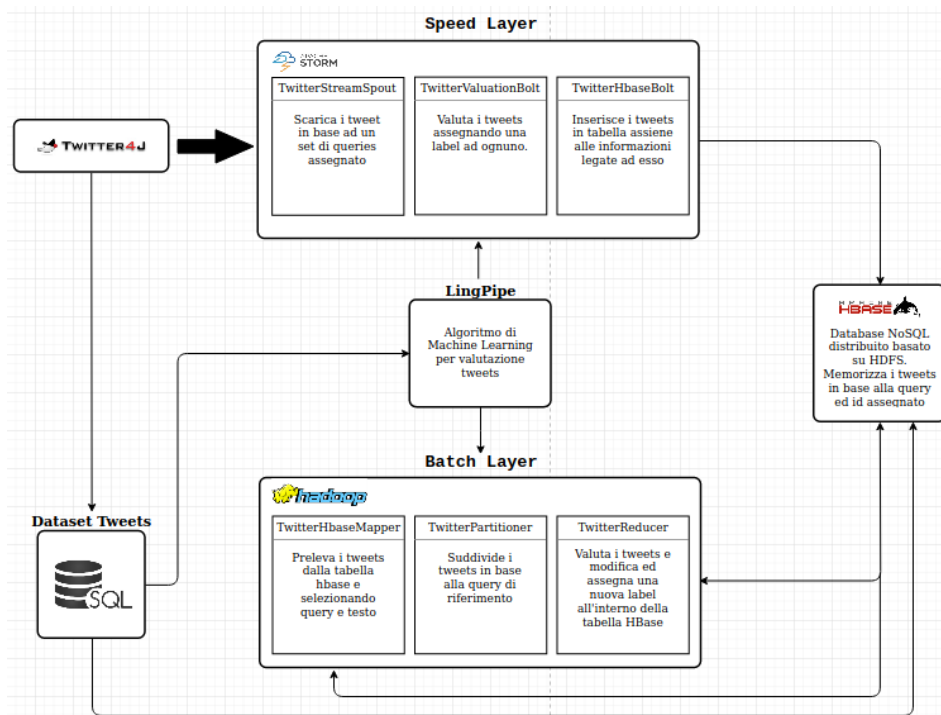 Speed Layer
STORM
TwitterStreamSpout
Scarica i tweet
in base ad un
set di queries
assegnato
TwitterValuationBolt
Valuta i tweets
assegnando una
label ad ognuno.
TwitterHbaseBolt
Inserisce i tweets
in tabella assiene
alle informazioni
legate ad esso
TWITTER4J
LingPipe
Algoritmo di
Machine Learning
per valutazione
tweets
HBASE
Database NoSQL
distribuito basato
su HDFS.
Memorizza i tweets
in base alla query
ed id assegnato
Batch Layer
hadoop
TwitterHbaseMapper
Preleva i tweets
dalla tabella
hbase e
selezionando
query e testo
TwitterPartitioner
Suddivide i
tweets in base
alla query di
riferimento
TwitterReducer
Valuta i tweets e
modifica ed
assegna una
nuova label
all'interno della
tabella HBase
Dataset Tweets
SQL